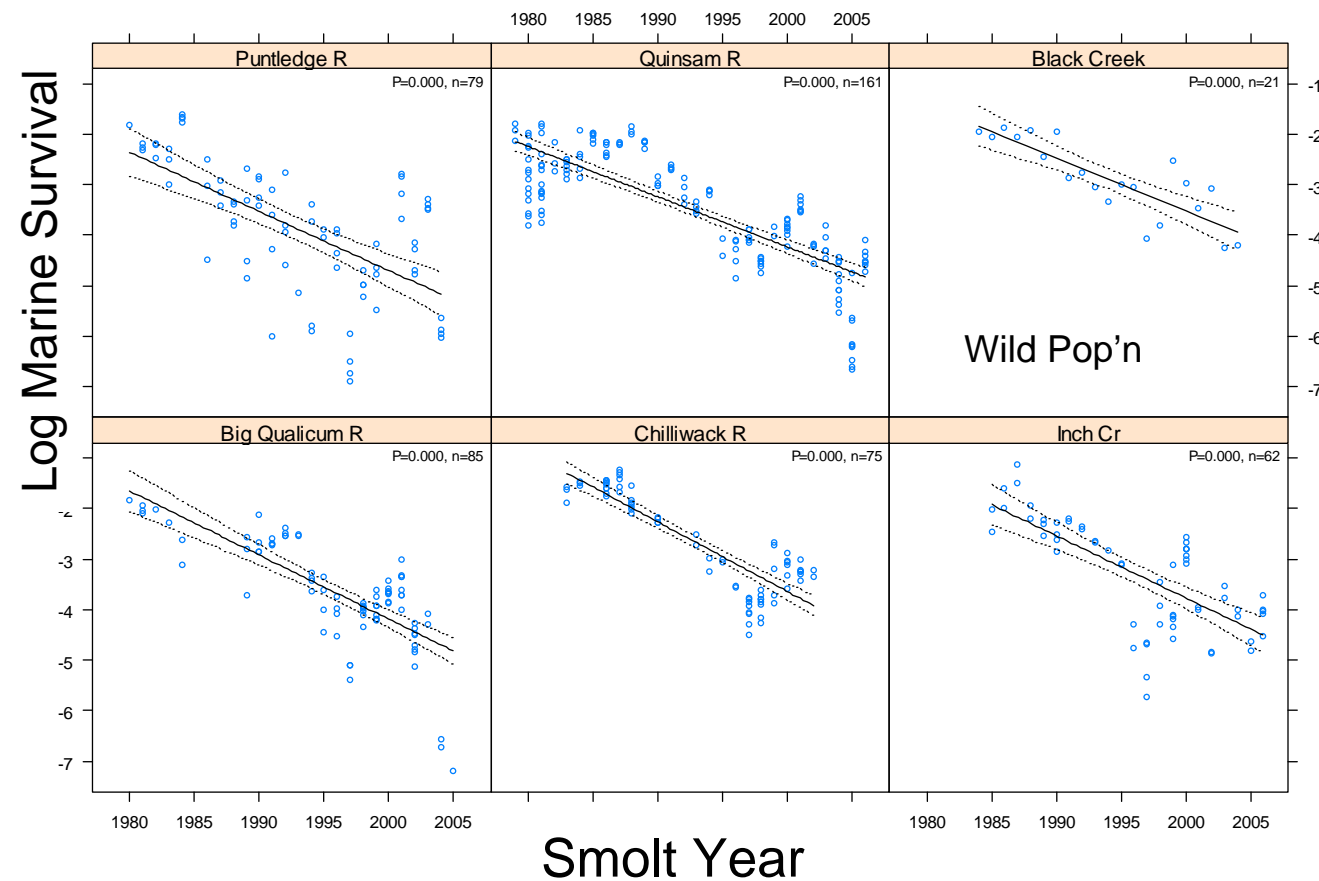 1980 1985 1990 1995 2000 2005
Puntledge R
Quinsam R
Black Creek
P=0.000, n=79
P=0.000, n=161
P=0.000, n=21
-1
-2
-3
-4
-5
-6
-7
Wild Pop’n
Log Marine Survival
Big Qualicum R
Chilliwack R
Inch Cr
P=0.000, n=85
P=0.000, n=75
P=0.000, n=62
-2
-3
-4
-5
-6
-7
1980 1985 1990 1995 2000 2005
1980 1985 1990 1995 2000 2005
Smolt Year